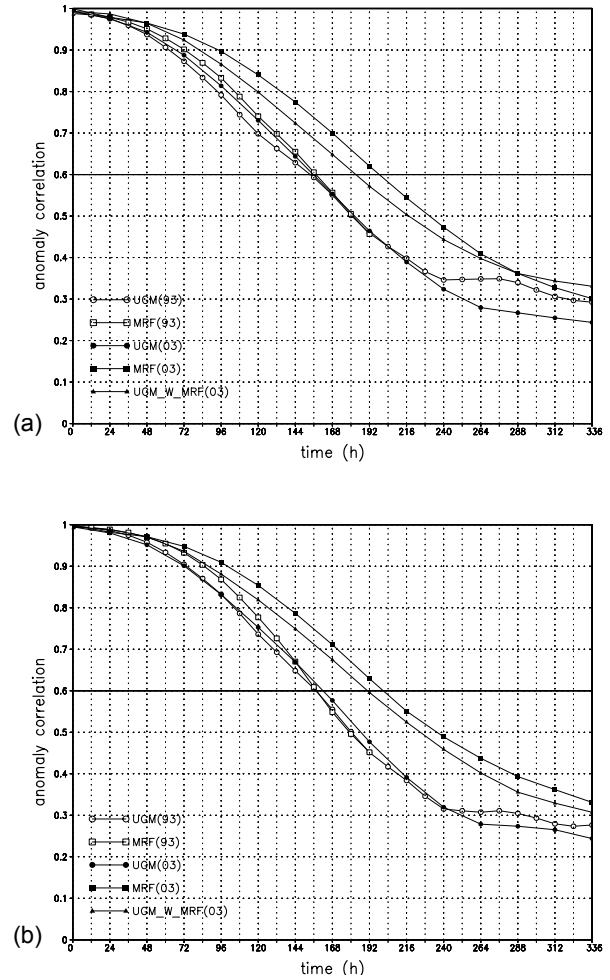 1
0.9
0.8
0.7
0.6
0.5
0.4
0.3
0.2
0.1
0
anomaly correlation
UGM(93)
MRF(93)
UGM(03)
MRF(03)
UGM_W_MRF(03)
(a)
0 24 48 72 96 120 144 168 192 216 240 264 288 312 336
time (h)
1
0.9
0.8
0.7
0.6
0.5
0.4
0.3
0.2
0.1
0
anomaly correlation
UGM(93)
MRF(93)
UGM(03)
MRF(03)
UGM_W_MRF(03)
(b)
0 24 48 72 96 120 144 168 192 216 240 264 288 312 336
time (h)